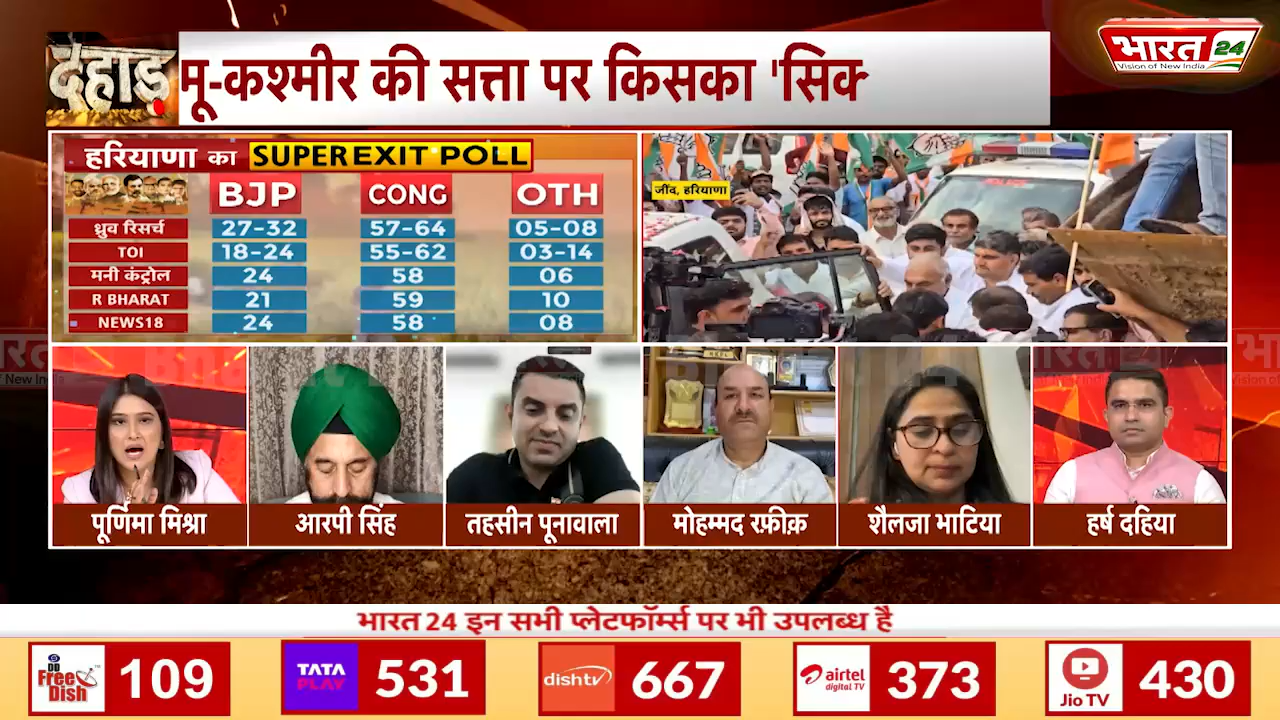 दहाड़
मू-कश्मीर की सत्ता पर किसका 'सिक
भारत 24
Vision of New India
हरियाणा का SUPER EXIT POLL
BJP CONG OTH
ध्रुव रिसर्च 27-32 57-64 05-08
TOI 18-24 55-62 03-14
मनी कंट्रोल 24 58 06
R BHARAT 21 59 10
NEWS18 24 58 08
जींद, हरियाणा
पूर्णिमा मिश्रा
आरपी सिंह
तहसीन पूनावाला
मोहम्मद रफ़ीक़
शैलजा भाटिया
हर्ष दहिया
भारत 24 इन सभी प्लेटफॉर्म्स पर भी उपलब्ध है
DD Free Dish 109
TATA PLAY 531
dishtv 667
airtel digital TV 373
Jio TV 430